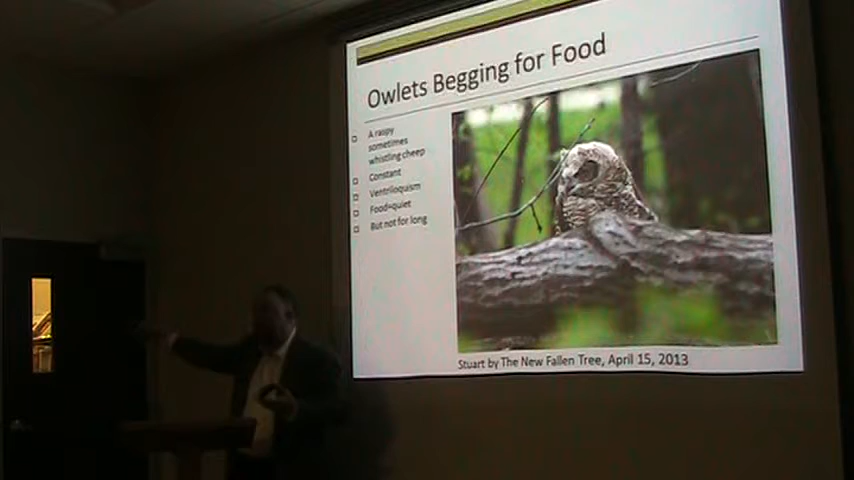 Owlets Begging for Food
A raspy
sometimes
whistling cheep
Constant
Ventriloquism
Food=quiet
But not for long
Stuart by The New Fallen Tree, April 15, 2013